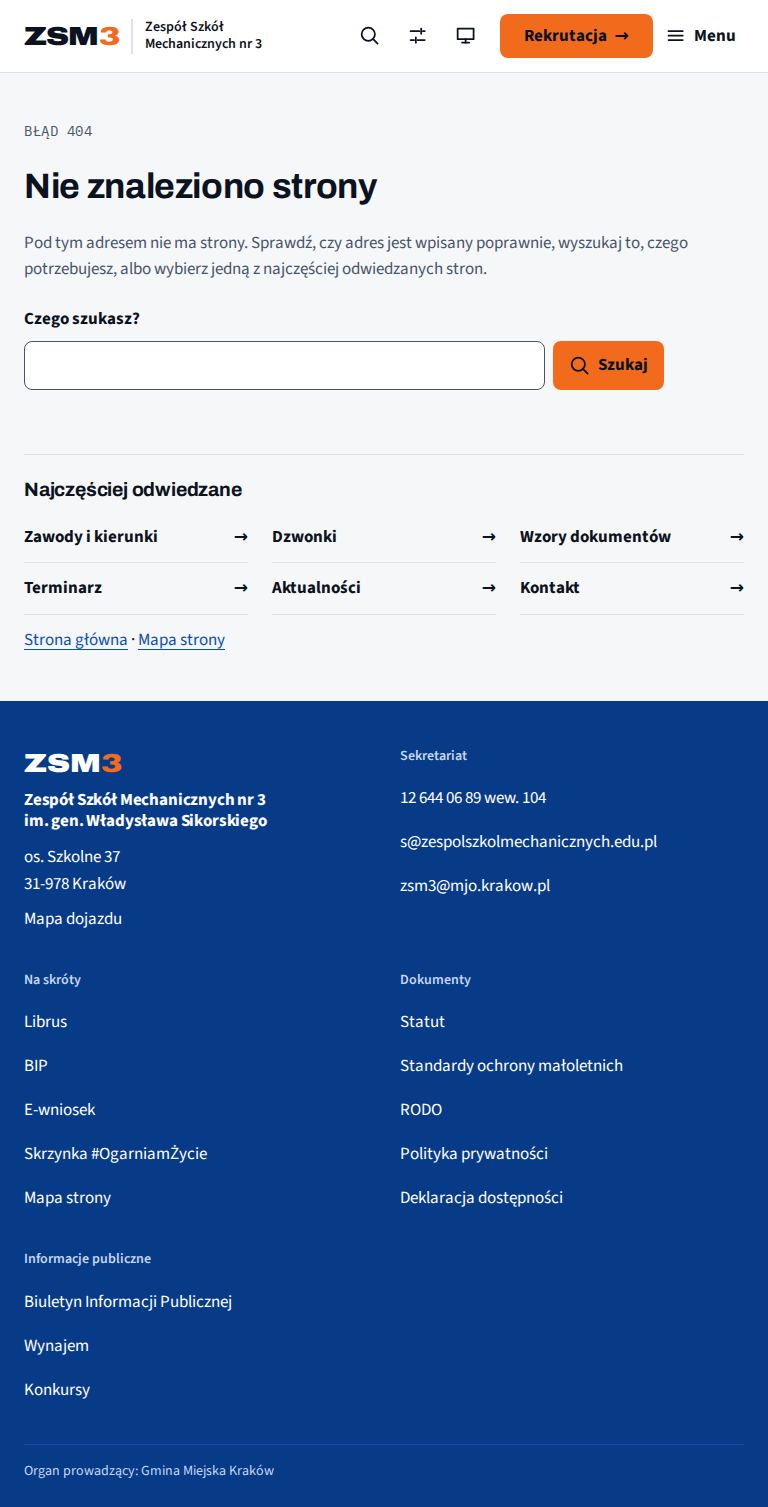 ZSM3
Zespół Szkół
Mechanicznych nr 3
Rekrutacja →
Menu
BŁĄD 404
Nie znaleziono strony
Pod tym adresem nie ma strony. Sprawdź, czy adres jest wpisany poprawnie, wyszukaj to, czego
potrzebujesz, albo wybierz jedną z najczęściej odwiedzanych stron.
Czego szukasz?
Szukaj
Najczęściej odwiedzane
Zawody i kierunki →
Dzwonki →
Wzory dokumentów →
Terminarz →
Aktualności →
Kontakt →
Strona główna · Mapa strony
ZSM3
Zespół Szkół Mechanicznych nr 3
im. gen. Władysława Sikorskiego
os. Szkolne 37
31-978 Kraków
Mapa dojazdu
Sekretariat
12 644 06 89 wew. 104
s@zespolszkolmechanicznych.edu.pl
zsm3@mjo.krakow.pl
Na skróty
Librus
BIP
E-wniosek
Skrzynka #OgarniamŻycie
Mapa strony
Dokumenty
Statut
Standardy ochrony małoletnich
RODO
Polityka prywatności
Deklaracja dostępności
Informacje publiczne
Biuletyn Informacji Publicznej
Wynajem
Konkursy
Organ prowadzący: Gmina Miejska Kraków